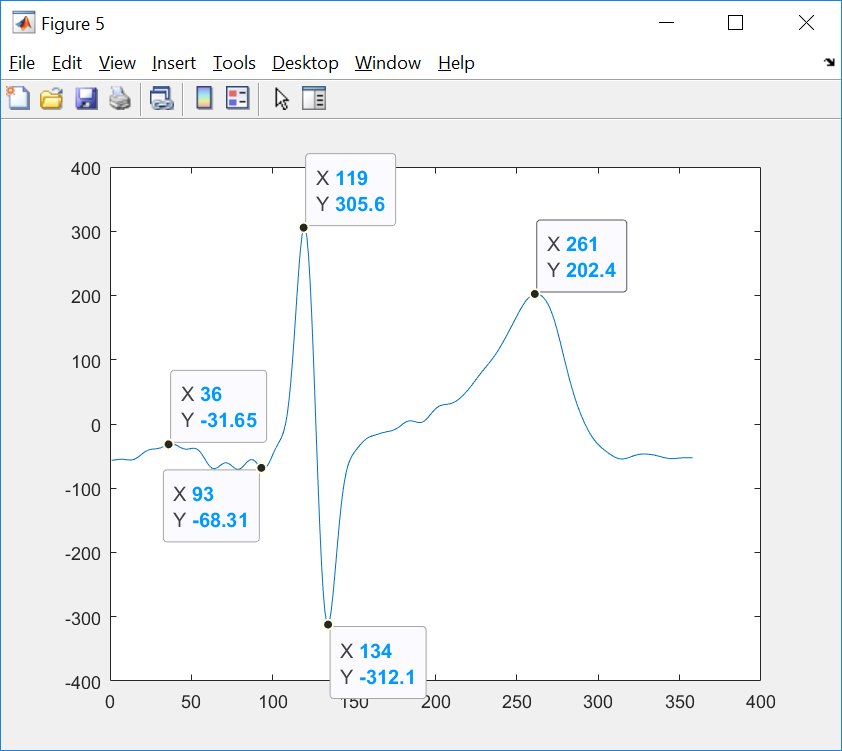 Figure 5
File Edit View Insert Tools Desktop Window Help
X 119
Y 305.6
X 261
Y 202.4
X 36
Y -31.65
X 93
Y -68.31
X 134
Y -312.1
400
300
200
100
0
-100
-200
-300
-400
0 50 100 150 200 250 300 350 400